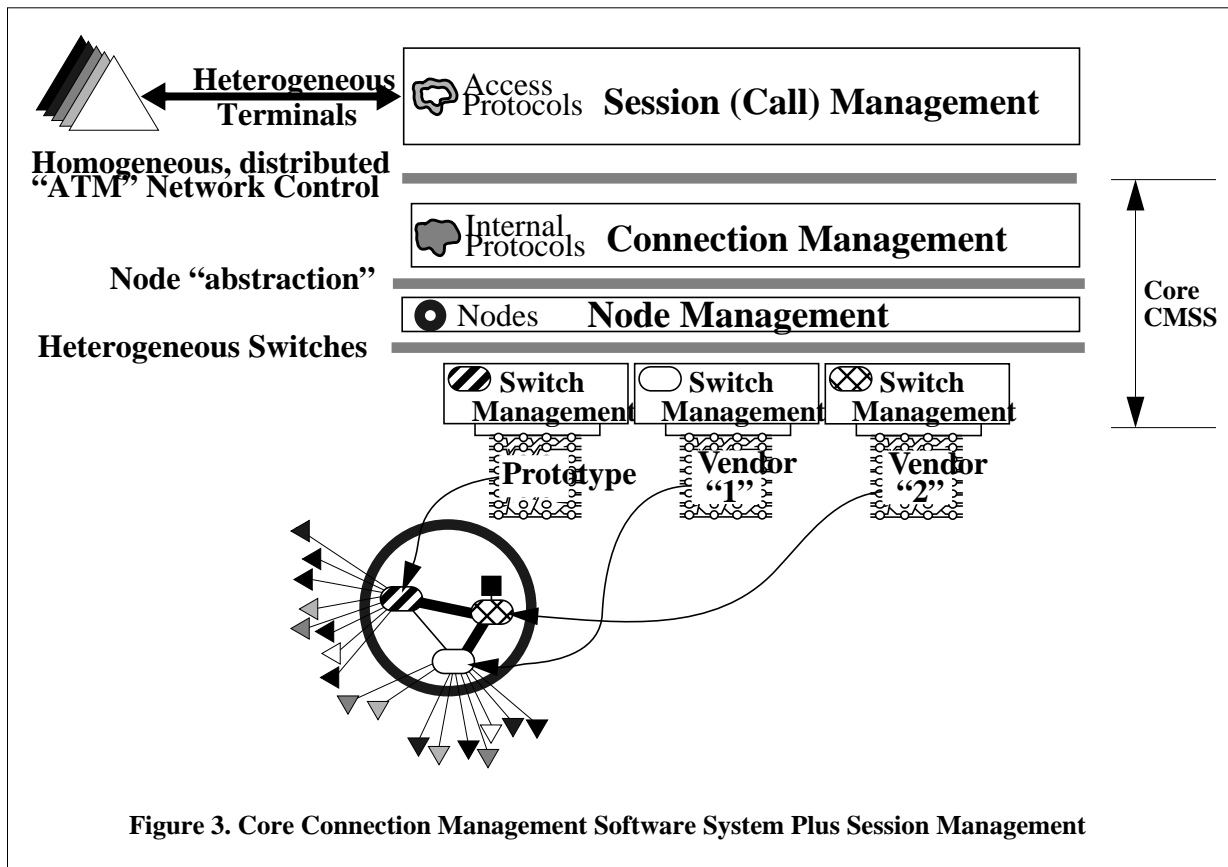 Heterogeneous
Terminals
Access
Protocols
Session (Call) Management
Homogeneous, distributed
“ATM” Network Control
Internal
Protocols
Connection Management
Node “abstraction”
Core
CMSS
Nodes
Node Management
Heterogeneous Switches
Switch
Management
Switch
Management
Switch
Management
Prototype
Vendor
“1”
Vendor
“2”
Figure 3. Core Connection Management Software System Plus Session Management